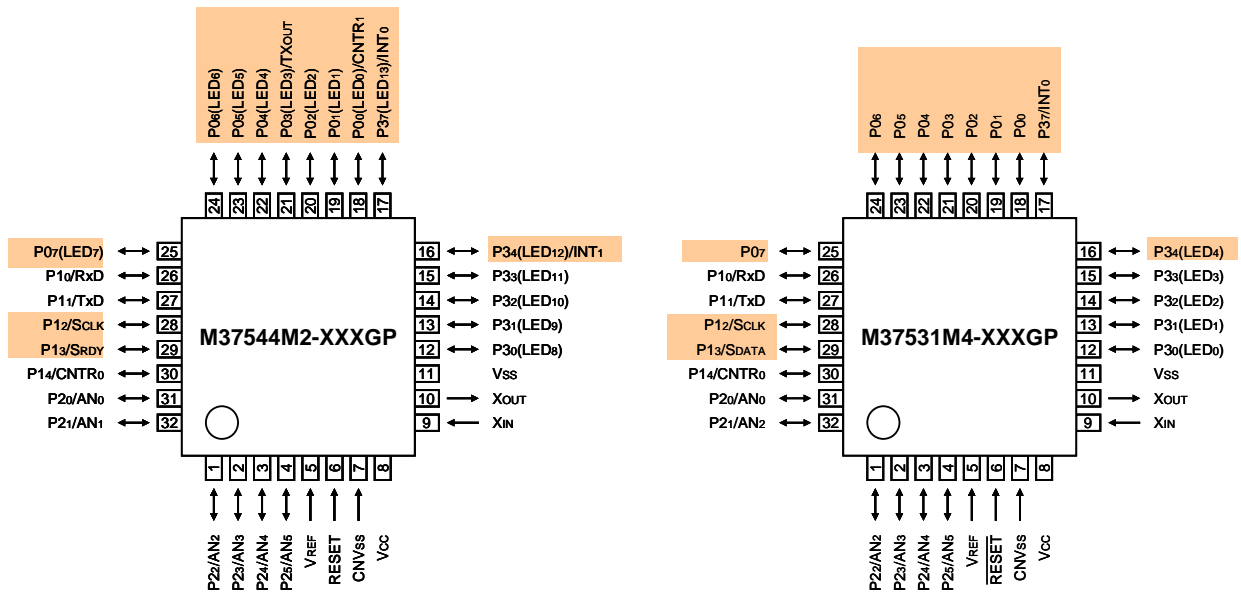 P06(LED6)
P05(LED5)
P04(LED4)
P03(LED3)/TXOUT
P02(LED2)
P01(LED1)
P00(LED0)/CNTR1
P37(LED13)/INT0
24
23
22
21
20
19
18
17
P07(LED7)
25
P10/RxD
26
P11/TxD
27
P12/SCLK
28
P13/SRDY
29
P14/CNTR0
30
P20/AN0
31
P21/AN1
32
M37544M2-XXXGP
16
P34(LED12)/INT1
15
P33(LED11)
14
P32(LED10)
13
P31(LED9)
12
P30(LED8)
11
VSS
10
XOUT
9
XIN
1
2
3
4
5
6
7
8
P22/AN2
P23/AN3
P24/AN4
P25/AN5
VREF
RESET
CNVSS
VCC
P06
P05
P04
P03
P02
P01
P00
P37/INT0
24
23
22
21
20
19
18
17
P07
25
P10/RxD
26
P11/TxD
27
P12/SCLK
28
P13/SDATA
29
P14/CNTR0
30
P20/AN0
31
P21/AN2
32
M37531M4-XXXGP
16
P34(LED4)
15
P33(LED3)
14
P32(LED2)
13
P31(LED1)
12
P30(LED0)
11
VSS
10
XOUT
9
XIN
1
2
3
4
5
6
7
8
P22/AN2
P23/AN3
P24/AN4
P25/AN5
VREF
RESET
CNVSS
VCC